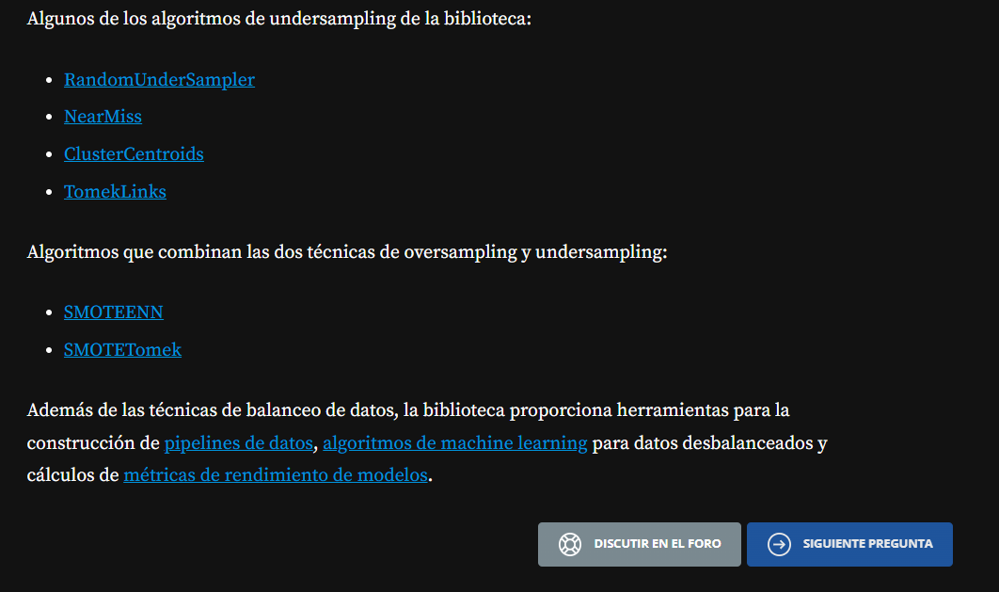 Algunos de los algoritmos de undersampling de la biblioteca:
RandomUnderSampler
NearMiss
ClusterCentroids
TomekLinks
Algoritmos que combinan las dos técnicas de oversampling y undersampling:
SMOTEENN
SMOTETomek
Además de las técnicas de balanceo de datos, la biblioteca proporciona herramientas para la
construcción de pipelines de datos, algoritmos de machine learning para datos desbalanceados y
cálculos de métricas de rendimiento de modelos.
DISCUTIR EN EL FORO
SIGUIENTE PREGUNTA